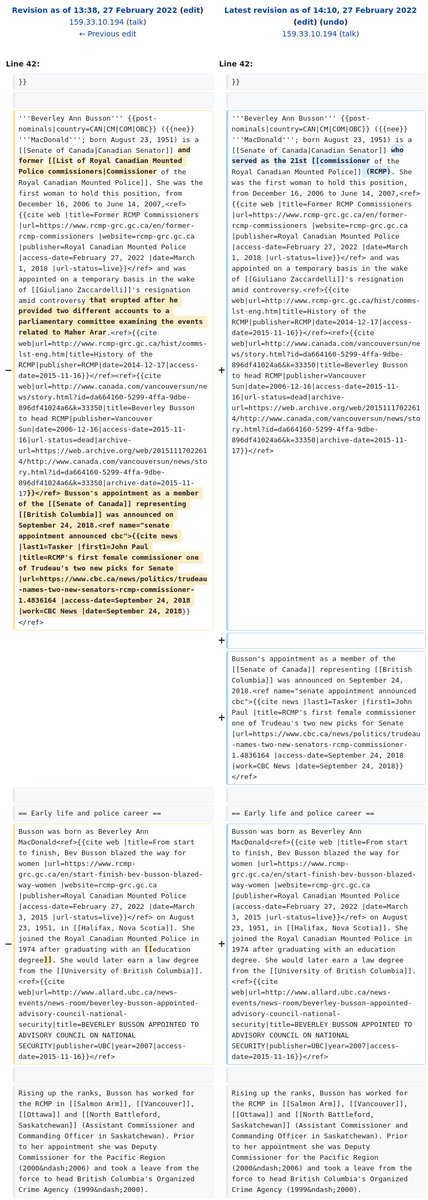 Revision as of 13:38, 27 February 2022 (edit)
159.33.10.194 (talk)
← Previous edit
Latest revision as of 14:10, 27 February 2022
(edit) (undo)
159.33.10.194 (talk)
Line 42:
Line 42:
}}
}}
−
'''Beverley Ann Busson''' {{post-
nominals|country=CAN|CM|COM|OBC}} ({{nee}}
'''MacDonald'''; born August 23, 1951) is a
[[Senate of Canada|Canadian Senator]] and
former [[List of Royal Canadian Mounted
Police commissioners|Commissioner of the
Royal Canadian Mounted Police]]. She was the
first woman to hold this position, from
December 16, 2006 to June 14, 2007,<ref>
{{cite web |title=Former RCMP Commissioners
|url=https://www.rcmp-grc.gc.ca/en/former-
rcmp-commissioners |website=rcmp-grc.gc.ca
|publisher=Royal Canadian Mounted Police
|access-date=February 27, 2022 |date=March
1, 2018 |url-status=live}}</ref> and was
appointed on a temporary basis in the wake
of [[Giuliano Zaccardelli]]'s resignation
amid controversy that erupted after he
provided two different accounts to a
parliamentary committee examining the events
related to Maher Arar.<ref>{{cite
web|url=http://www.rcmp-grc.gc.ca/hist/comms-
lst-eng.htm|title=History of the
RCMP|publisher=RCMP|date=2014-12-17|access-
date=2015-11-16}}</ref><ref>{{cite
web|url=http://www.canada.com/vancouversun/ne
ws/story.html?id=da664160-5299-4ffa-9dbe-
896df41024a6&k=33350|title=Beverley Busson
to head RCMP|publisher=Vancouver
Sun|date=2006-12-16|access-date=2015-11-
16|url-status=dead|archive-
url=https://web.archive.org/web/2015111702261
4/http://www.canada.com/vancouversun/news/sto
ry.html?id=da664160-5299-4ffa-9dbe-
896df41024a6&k=33350|archive-date=2015-11-
17}}</ref> Busson's appointment as a member
of the [[Senate of Canada]] representing
[[British Columbia]] was announced on
September 24, 2018.<ref name="senate
appointment announced cbc">{{cite news
|last1=Tasker |first1=John Paul
|title=RCMP's first female commissioner one
of Trudeau's two new picks for Senate
|url=https://www.cbc.ca/news/politics/trudeau
-names-two-new-senators-rcmp-commissioner-
1.4836164 |access-date=September 24, 2018
|work=CBC News |date=September 24, 2018}}
</ref>
+
'''Beverley Ann Busson''' {{post-
nominals|country=CAN|CM|COM|OBC}} ({{nee}}
'''MacDonald'''; born August 23, 1951) is a
[[Senate of Canada|Canadian Senator]] who
served as the 21st [[commissioner of the
Royal Canadian Mounted Police]] (RCMP). She
was the first woman to hold this position,
from December 16, 2006 to June 14, 2007,<ref>
{{cite web |title=Former RCMP Commissioners
|url=https://www.rcmp-grc.gc.ca/en/former-
rcmp-commissioners |website=rcmp-grc.gc.ca
|publisher=Royal Canadian Mounted Police
|access-date=February 27, 2022 |date=March
1, 2018 |url-status=live}}</ref> and was
appointed on a temporary basis in the wake
of [[Giuliano Zaccardelli]]'s resignation
amid controversy.<ref>{{cite
web|url=http://www.rcmp-grc.gc.ca/hist/comms-
lst-eng.htm|title=History of the
RCMP|publisher=RCMP|date=2014-12-17|access-
date=2015-11-16}}</ref><ref>{{cite
web|url=http://www.canada.com/vancouversun/ne
ws/story.html?id=da664160-5299-4ffa-9dbe-
896df41024a6&k=33350|title=Beverley Busson
to head RCMP|publisher=Vancouver
Sun|date=2006-12-16|access-date=2015-11-
16|url-status=dead|archive-
url=https://web.archive.org/web/2015111702261
4/http://www.canada.com/vancouversun/news/sto
ry.html?id=da664160-5299-4ffa-9dbe-
896df41024a6&k=33350|archive-date=2015-11-
17}}</ref>
+
+
Busson's appointment as a member of the
[[Senate of Canada]] representing [[British
Columbia]] was announced on September 24,
2018.<ref name="senate appointment announced
cbc">{{cite news |last1=Tasker |first1=John
Paul |title=RCMP's first female commissioner
one of Trudeau's two new picks for Senate
|url=https://www.cbc.ca/news/politics/trudeau
-names-two-new-senators-rcmp-commissioner-
1.4836164 |access-date=September 24, 2018
|work=CBC News |date=September 24, 2018}}
</ref>
== Early life and police career ==
== Early life and police career ==
−
Busson was born as Beverley Ann
MacDonald<ref>{{cite web |title=From start
to finish, Bev Busson blazed the way for
women |url=https://www.rcmp-
grc.gc.ca/en/start-finish-bev-busson-blazed-
way-women |website=rcmp-grc.gc.ca
|publisher=Royal Canadian Mounted Police
|access-date=February 27, 2022 |date=March
3, 2015 |url-status=live}}</ref> on August
23, 1951, in [[Halifax, Nova Scotia]]. She
joined the Royal Canadian Mounted Police in
1974 after graduating with an [[education
degree]]. She would later earn a law degree
from the [[University of British Columbia]].
<ref>{{cite
web|url=http://www.allard.ubc.ca/news-
events/news-room/beverley-busson-appointed-
advisory-council-national-
security|title=BEVERLEY BUSSON APPOINTED TO
ADVISORY COUNCIL ON NATIONAL
SECURITY|publisher=UBC|year=2007|access-
date=2015-11-16}}</ref>
+
Busson was born as Beverley Ann
MacDonald<ref>{{cite web |title=From start
to finish, Bev Busson blazed the way for
women |url=https://www.rcmp-
grc.gc.ca/en/start-finish-bev-busson-blazed-
way-women |website=rcmp-grc.gc.ca
|publisher=Royal Canadian Mounted Police
|access-date=February 27, 2022 |date=March
3, 2015 |url-status=live}}</ref> on August
23, 1951, in [[Halifax, Nova Scotia]]. She
joined the Royal Canadian Mounted Police in
1974 after graduating with an education
degree. She would later earn a law degree
from the [[University of British Columbia]].
<ref>{{cite
web|url=http://www.allard.ubc.ca/news-
events/news-room/beverley-busson-appointed-
advisory-council-national-
security|title=BEVERLEY BUSSON APPOINTED TO
ADVISORY COUNCIL ON NATIONAL
SECURITY|publisher=UBC|year=2007|access-
date=2015-11-16}}</ref>
Rising up the ranks, Busson has worked for
the RCMP in [[Salmon Arm]], [[Vancouver]],
[[Ottawa]] and [[North Battleford,
Saskatchewan]] (Assistant Commissioner and
Commanding Officer in Saskatchewan). Prior
to her appointment she was Deputy
Commissioner for the Pacific Region
(2000&ndash;2006) and took a leave from the
force to head British Columbia's Organized
Crime Agency (1999&ndash;2000).
Rising up the ranks, Busson has worked for
the RCMP in [[Salmon Arm]], [[Vancouver]],
[[Ottawa]] and [[North Battleford,
Saskatchewan]] (Assistant Commissioner and
Commanding Officer in Saskatchewan). Prior
to her appointment she was Deputy
Commissioner for the Pacific Region
(2000&ndash;2006) and took a leave from the
force to head British Columbia's Organized
Crime Agency (1999&ndash;2000).